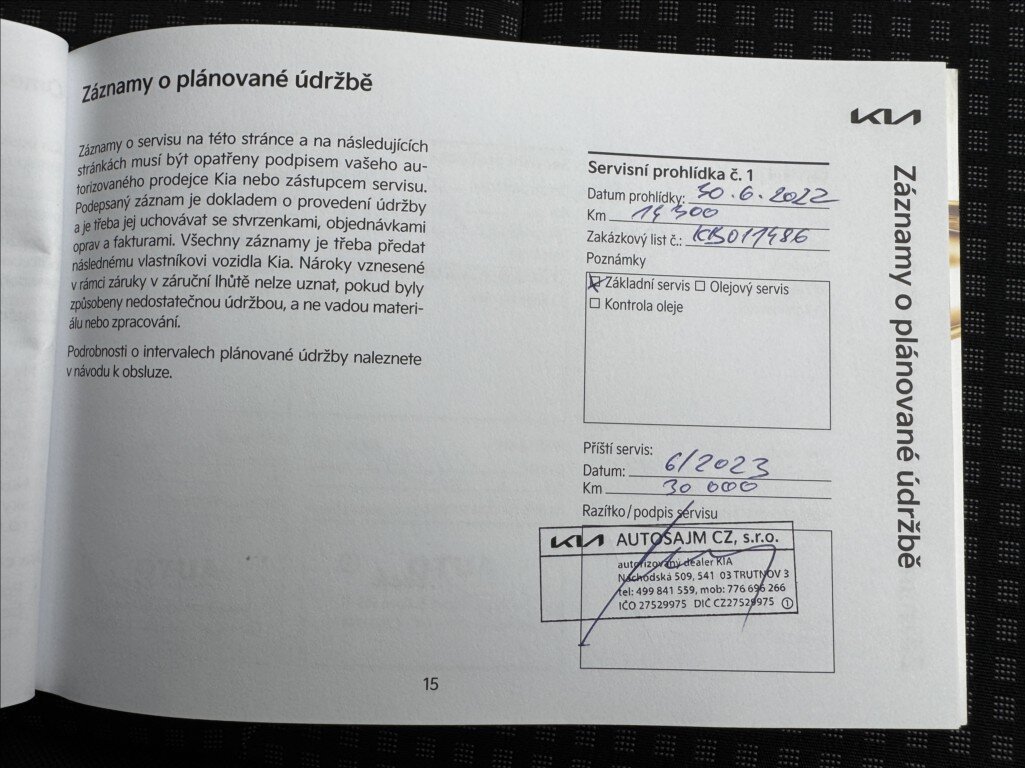 Záznamy o plánované údržbě
Záznamy o servisu na této stránce a na následujících
stránkách musí být opatřeny podpisem vašeho au-
torizovaného prodejce Kia nebo zástupcem servisu.
Podepsaný záznam je dokladem o provedení údržby
a je třeba jej uchovávat se stvrzenkami, objednávkami
oprav a fakturami. Všechny záznamy je třeba předat
následnému vlastníkovi vozidla Kia. Nároky vznesené
v rámci záruky v záruční lhůtě nelze uznat, pokud byly
způsobeny nedostatečnou údržbou, a ne vadou materi-
álu nebo zpracování.
Podrobnosti o intervalech plánované údržby naleznete
v návodu k obsluze.
15
KIA
Servisní prohlídka č. 1
Datum prohlídky: 30.6.2022
Km 14 300
Zakázkový list č.: KB011486
Poznámky
Základní servis Olejový servis
Kontrola oleje
Příští servis:
Datum: 6/2023
Km 30 000
Razítko/podpis servisu
KIA AUTOSAJM CZ, s.r.o.
autorizovaný dealer KIA
Náchodská 509, 541 03 TRUTNOV 3
tel: 499 841 559, mob: 776 696 266
IČO 27529975 DIČ CZ27529975 1
Záznamy o plánované údržbě